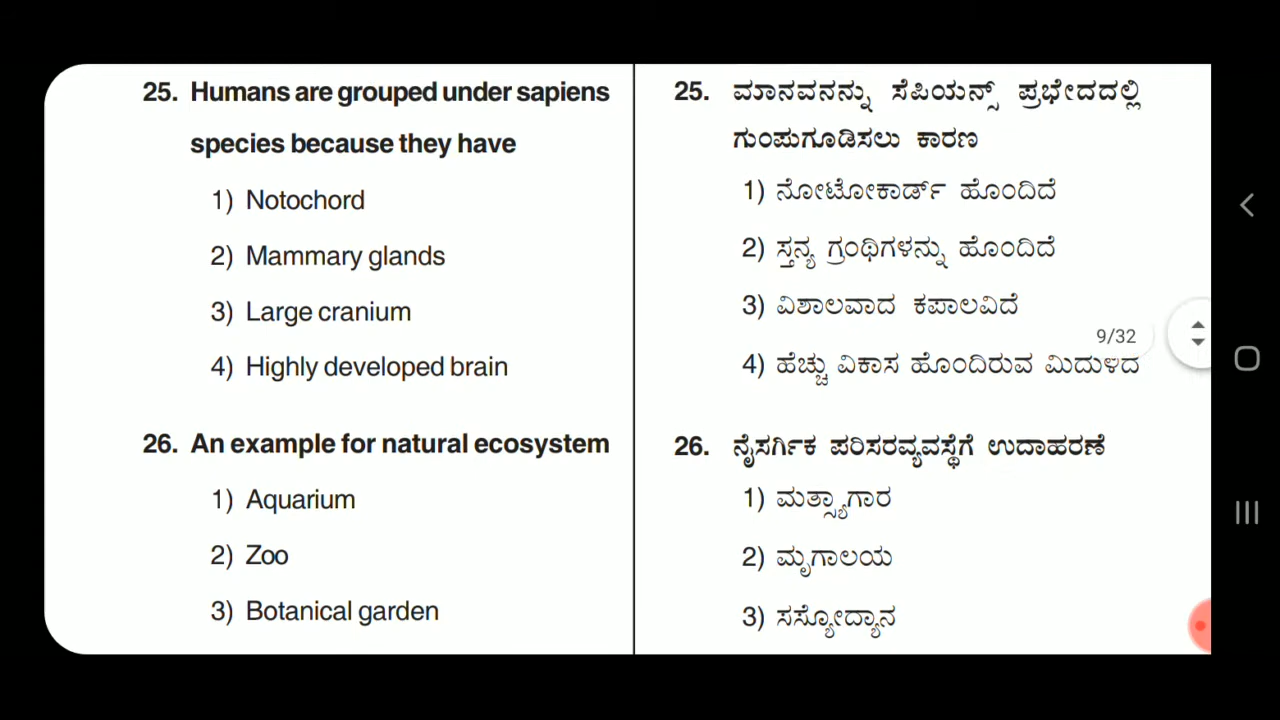 25. Humans are grouped under sapiens
species because they have
1) Notochord
2) Mammary glands
3) Large cranium
4) Highly developed brain
26. An example for natural ecosystem
1) Aquarium
2) Zoo
3) Botanical garden
25. ಮಾನವನನ್ನು ಸೆಪಿಯನ್ಸ್ ಪ್ರಭೇದದಲ್ಲಿ
ಗುಂಪುಗೂಡಿಸಲು ಕಾರಣ
1) ನೋಟೋಕಾರ್ಡ್ ಹೊಂದಿದೆ
2) ಸ್ತನ್ಯ ಗ್ರಂಥಿಗಳನ್ನು ಹೊಂದಿದೆ
3) ವಿಶಾಲವಾದ ಕಪಾಲವಿದೆ
4) ಹೆಚ್ಚು ವಿಕಾಸ ಹೊಂದಿರುವ ಮಿದುಳಿದ
26. ನೈಸರ್ಗಿಕ ಪರಿಸರವ್ಯವಸ್ಥೆಗೆ ಉದಾಹರಣೆ
1) ಮತ್ಸ್ಯಾಗಾರ
2) ಮೃಗಾಲಯ
3) ಸಸ್ಯೋದ್ಯಾನ
9/32